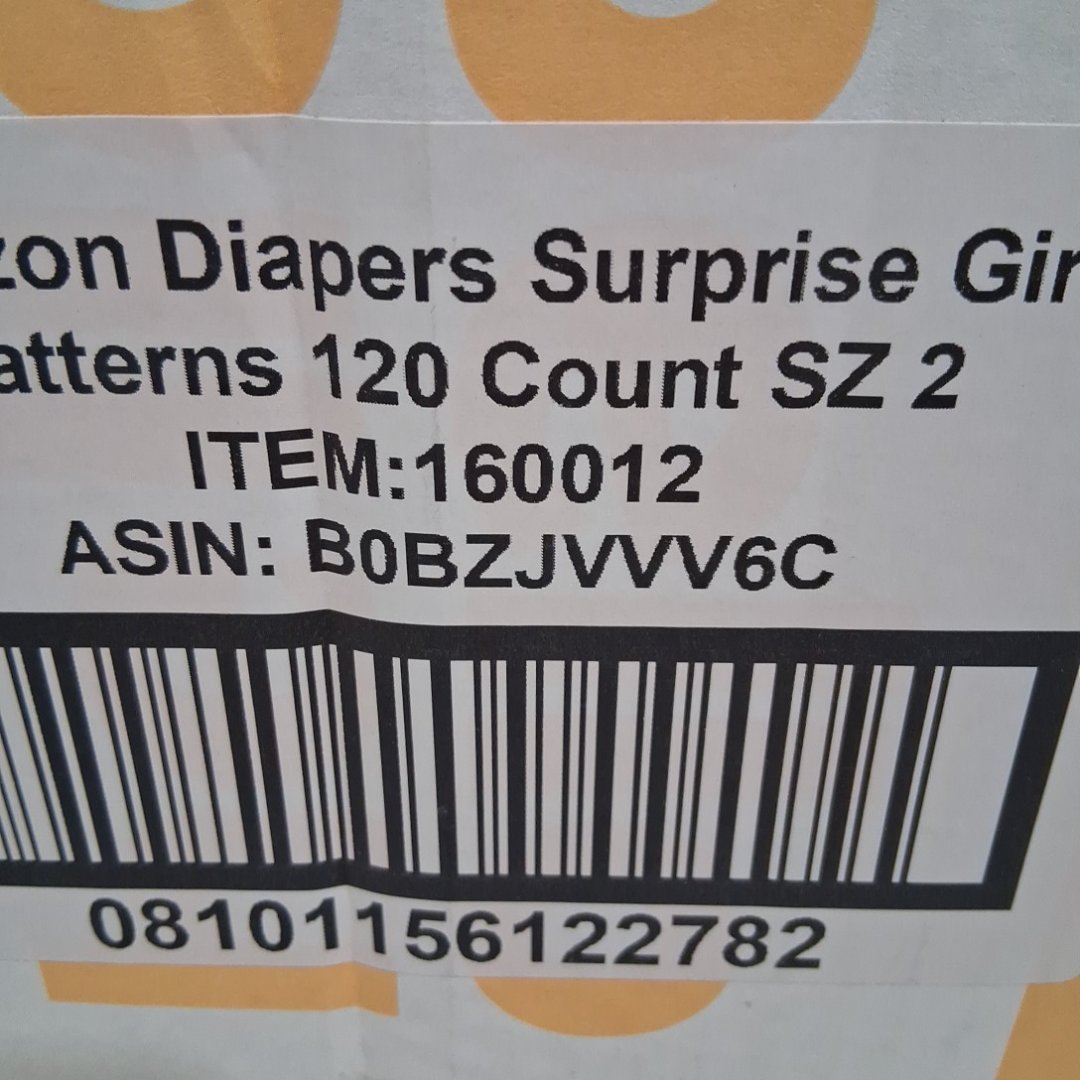 zon Diapers Surprise Gir
atterns 120 Count SZ 2
ITEM:160012
ASIN: B0BZJVVV6C
08101156122782